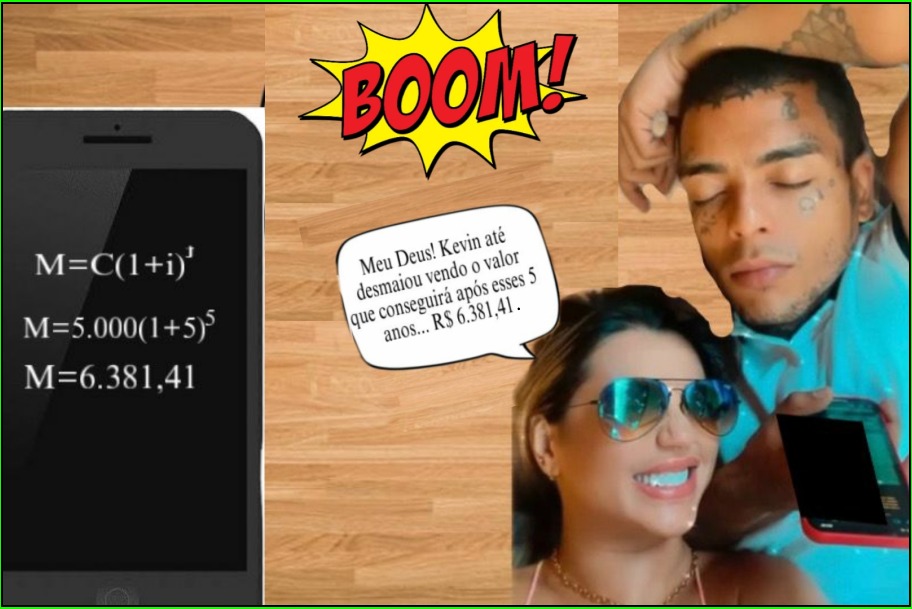 BOOM!
M=C(1+i)ᵗ
M=5.000(1+5)⁵
M=6.381,41
Meu Deus! Kevin até
desmaiou vendo o valor
que conseguirá após esses 5
anos... R$ 6.381,41.